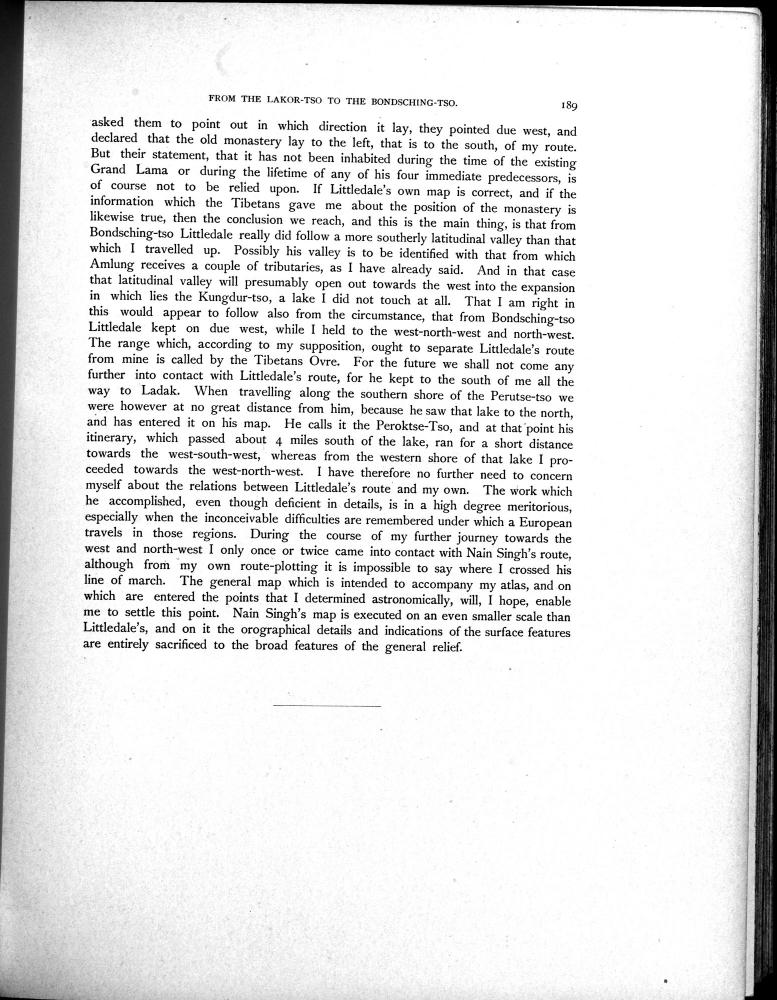 FROM THE LAKOR-TSO TO THE BONDSCHING-TSO. 189
asked them to point out in which direction it lay, they pointed due west, and
declared that the old monastery lay to the left, that is to the south, of my route.
But their statement, that it has not been inhabited during the time of the existing
Grand Lama or during the lifetime of any of his four immediate predecessors, is
of course not to be relied upon. If Littledale's own map is correct, and if the
information which the Tibetans gave me about the position of the monastery is
likewise true, then the conclusion we reach, and this is the main thing, is that from
Bondsching-tso Littledale really did follow a more southerly latitudinal valley than that
which I travelled up. Possibly his valley is to be identified with that from which
Amlung receives a couple of tributaries, as I have already said. And in that case
that latitudinal valley will presumably open out towards the west into the expansion
in which lies the Kungdur-tso, a lake I did not touch at all. That I am right in
this would appear to follow also from the circumstance, that from Bondsching-tso
Littledale kept on due west, while I held to the west-north-west and north-west.
The range which, according to my supposition, ought to separate Littledale's route
from mine is called by the Tibetans Ovre. For the future we shall not come any
further into contact with Littledale's route, for he kept to the south of me all the
way to Ladak. When travelling along the southern shore of the Perutse-tso we
were however at no great distance from him, because he saw that lake to the north,
and has entered it on his map. He calls it the Peroktse-Tso, and at that point his
itinerary, which passed about 4 miles south of the lake, ran for a short distance
towards the west-south-west, whereas from the western shore of that lake I pro-
ceeded towards the west-north-west. I have therefore no further need to concern
myself about the relations between Littledale's route and my own. The work which
he accomplished, even though deficient in details, is in a high degree meritorious,
especially when the inconceivable difficulties are remembered under which a European
travels in those regions. During the course of my further journey towards the
west and north-west I only once or twice came into contact with Nain Singh's route,
although from my own route-plotting it is impossible to say where I crossed his
line of march. The general map which is intended to accompany my atlas, and on
which are entered the points that I determined astronomically, will, I hope, enable
me to settle this point. Nain Singh's map is executed on an even smaller scale than
Littledale's, and on it the orographical details and indications of the surface features
are entirely sacrificed to the broad features of the general relief.